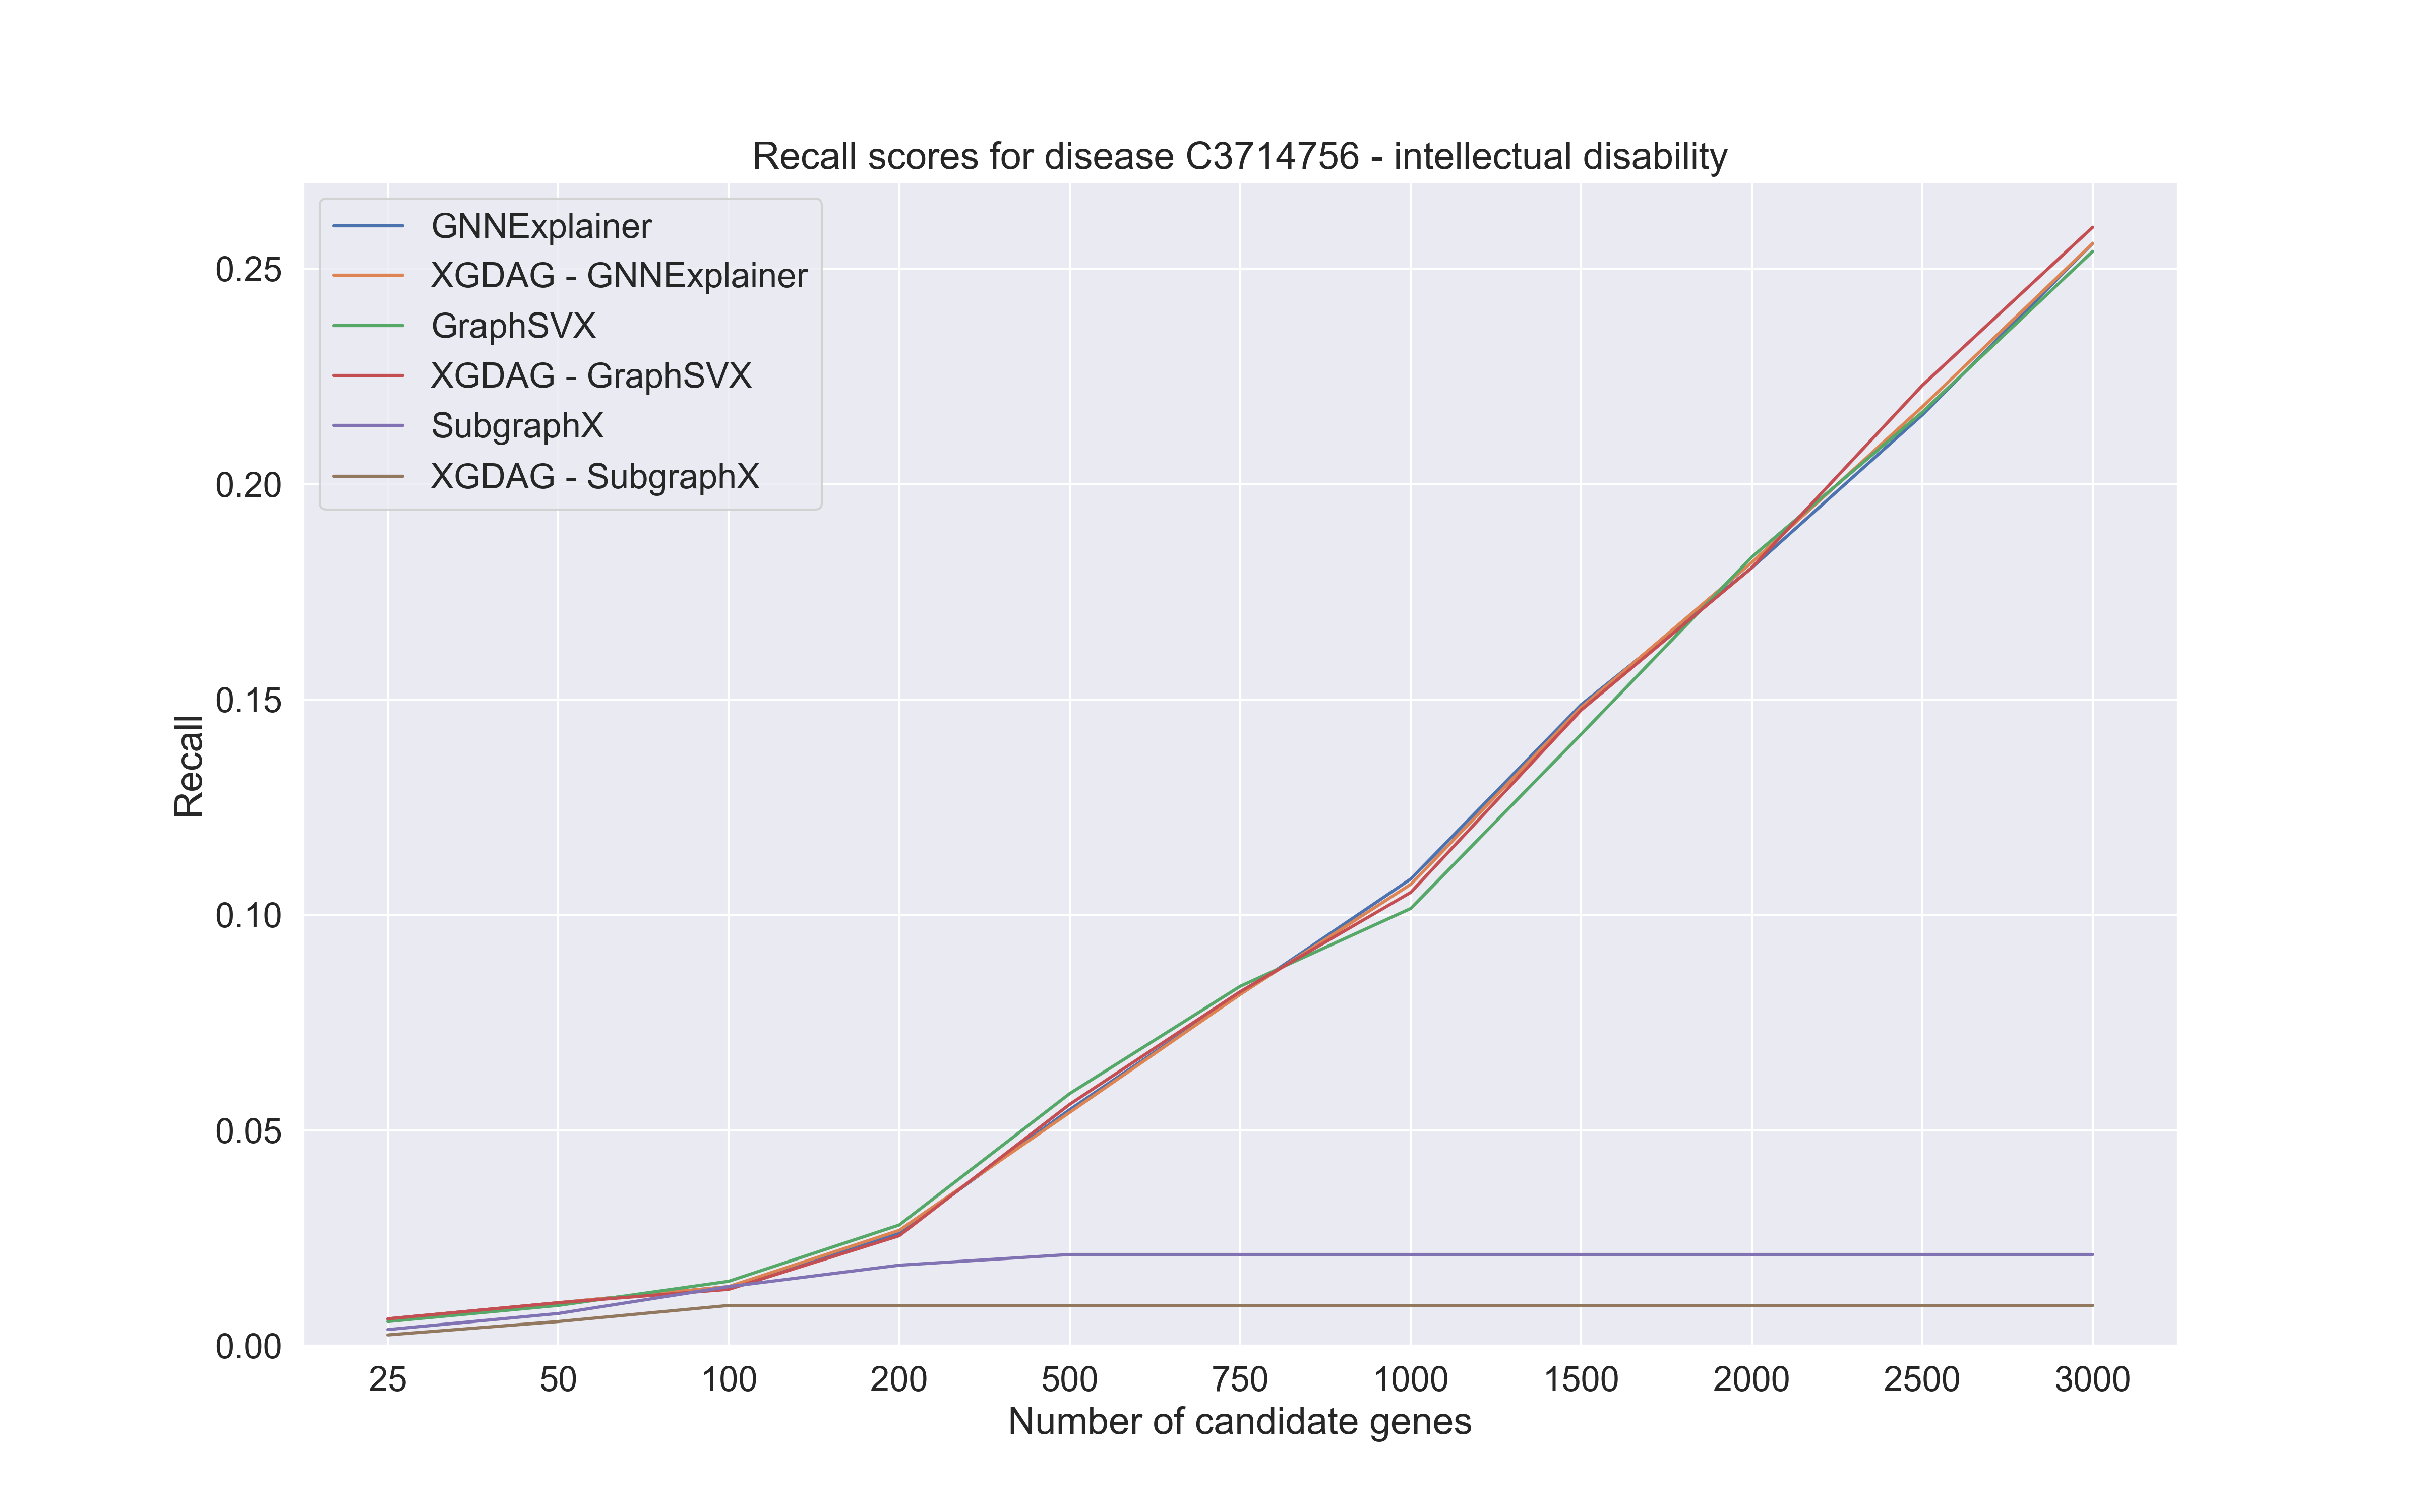 Recall scores for disease C3714756 - intellectual disability
GNNExplainer
XGDAG - GNNExplainer
GraphSVX
XGDAG - GraphSVX
SubgraphX
XGDAG - SubgraphX
0.25
0.20
0.15
0.10
0.05
0.00
Recall
25 50 100 200 500 750 1000 1500 2000 2500 3000
Number of candidate genes